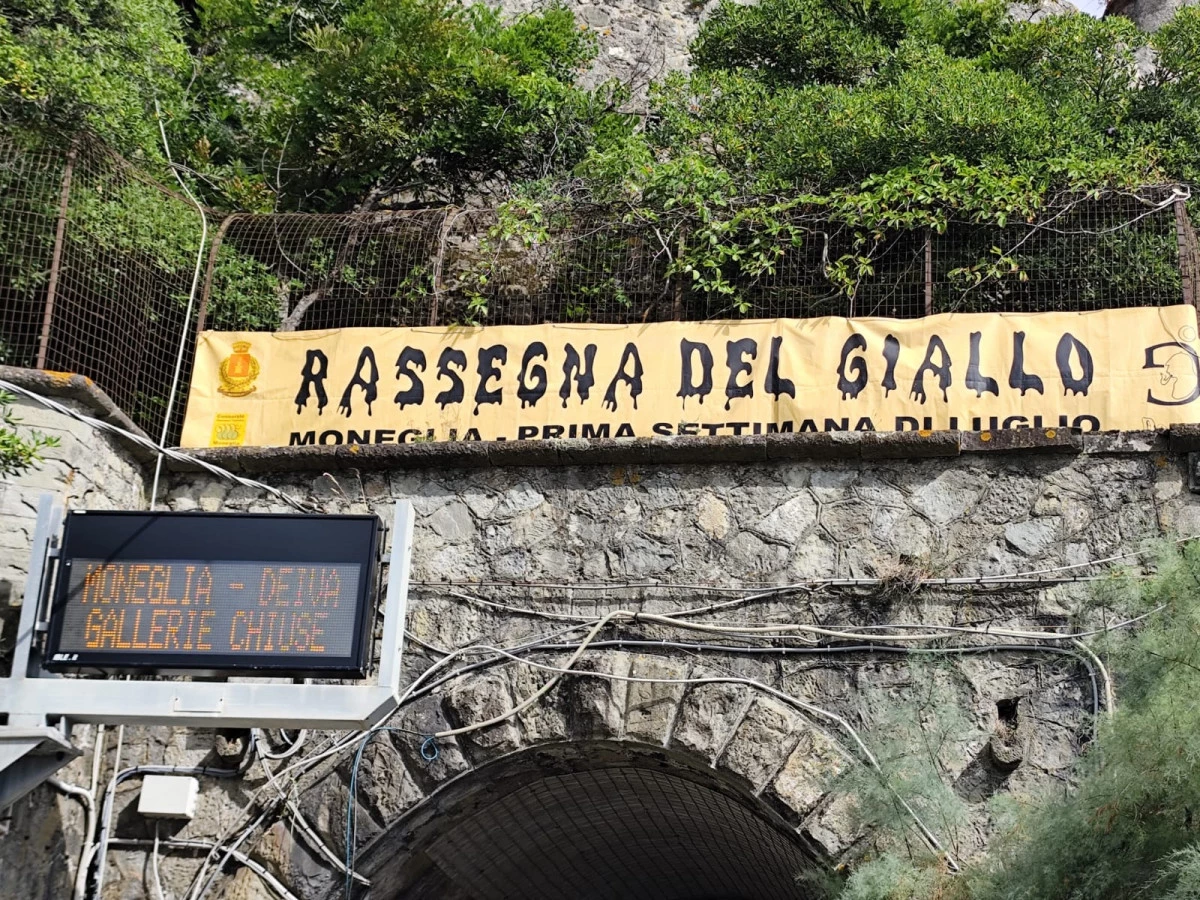 RASSEGNA DEL GIALLO
MONEGLIA - PRIMA SETTIMANA DI LUGLIO
MONEGLIA - DEIVA
GALLERIE CHIUSE